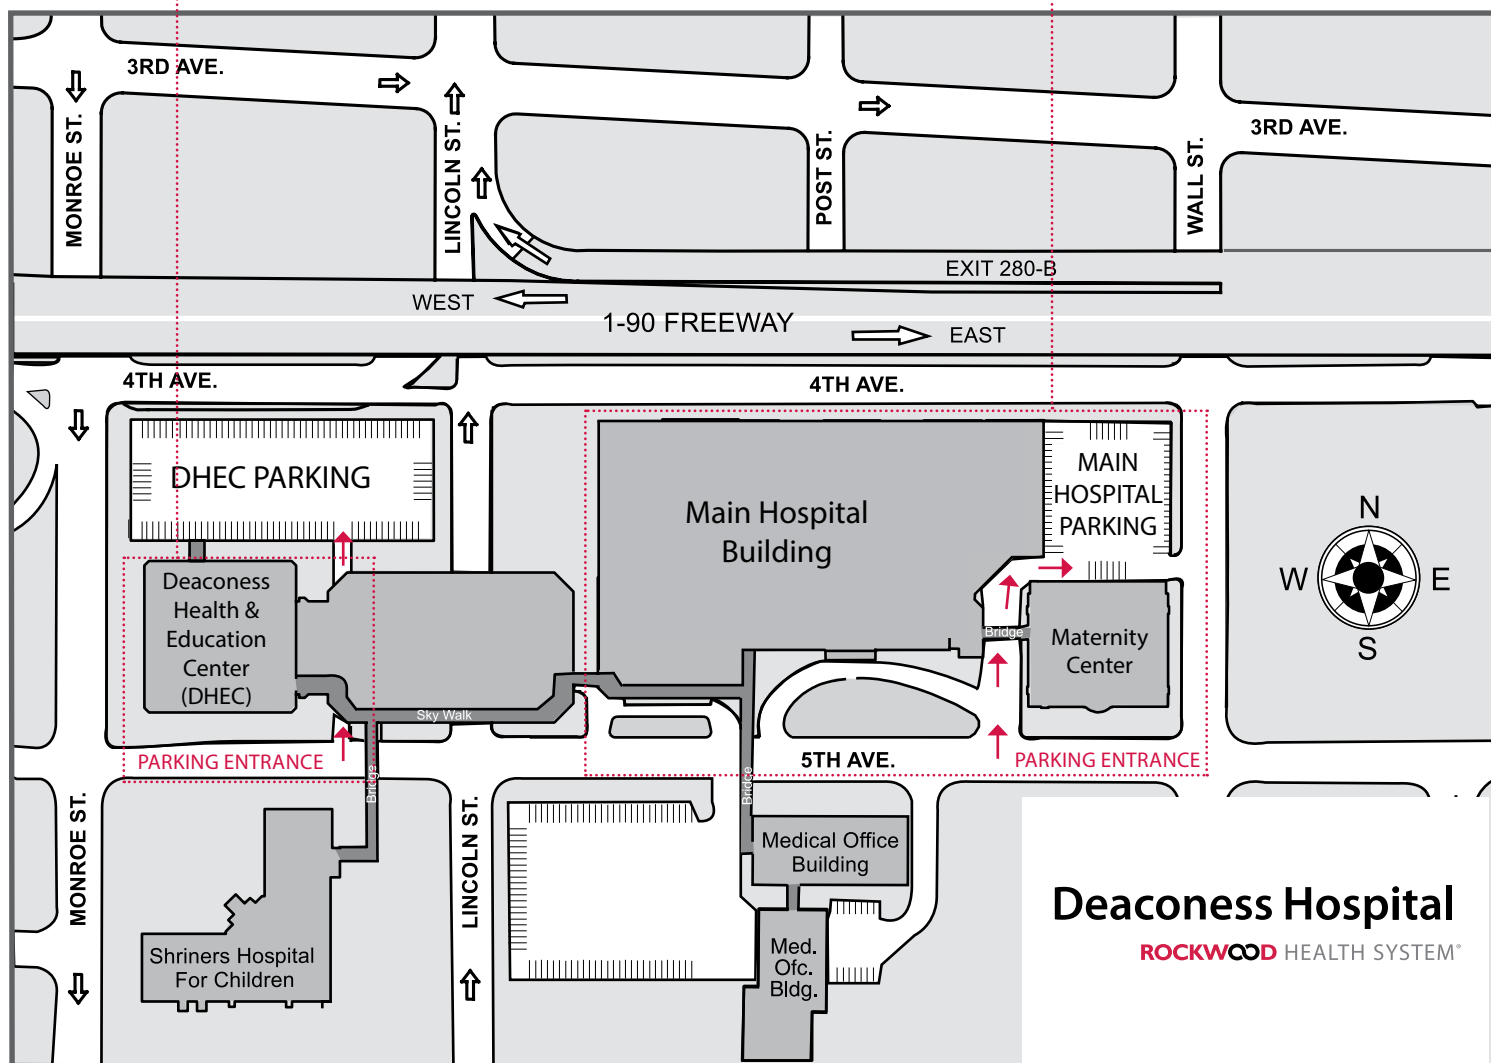 3RD AVE.
MONROE ST.
LINCOLN ST.
POST ST.
WALL ST.
3RD AVE.
EXIT 280-B
WEST
1-90 FREEWAY
EAST
4TH AVE.
4TH AVE.
DHEC PARKING
MAIN
HOSPITAL
PARKING
Main Hospital
Building
N
W
E
S
Deaconess
Health &
Education
Center
(DHEC)
Bridge
Maternity
Center
Sky Walk
PARKING ENTRANCE
5TH AVE.
PARKING ENTRANCE
Bridge
Bridge
MONROE ST.
LINCOLN ST.
Medical Office
Building
Shriners Hospital
For Children
Med.
Ofc.
Bldg.
Deaconess Hospital
ROCKWOOD HEALTH SYSTEM®